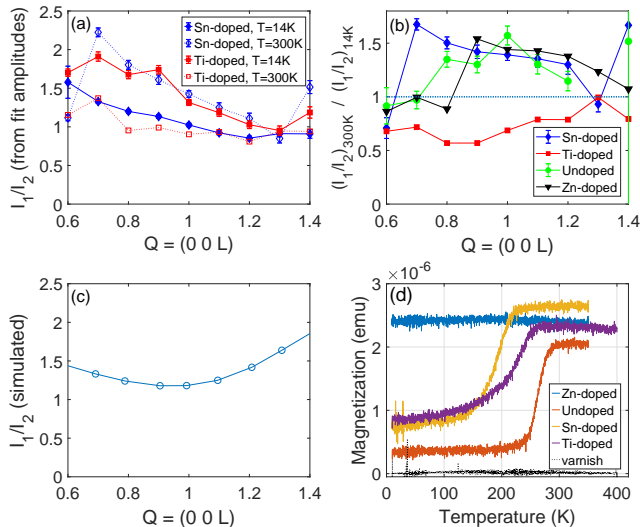 (a)
Sn-doped, T=14K
Sn-doped, T=300K
Ti-doped, T=14K
Ti-doped, T=300K
I1/I2 (from fit amplitudes)
2.5
2
1.5
1
0.5
0
0.6 0.8 1 1.2 1.4
Q = (0 0 L)
(b)
(I1/I2)300K / (I1/I2)14K
1.5
1
0.5
0
Sn-doped
Ti-doped
Undoped
Zn-doped
0.6 0.8 1 1.2 1.4
Q = (0 0 L)
(c)
I1/I2 (simulated)
2.5
2
1.5
1
0.5
0
0.6 0.8 1 1.2 1.4
Q = (0 0 L)
×10-6
(d)
Magnetization (emu)
3
2
1
0
Zn-doped
Undoped
Sn-doped
Ti-doped
varnish
0 100 200 300 400
Temperature (K)